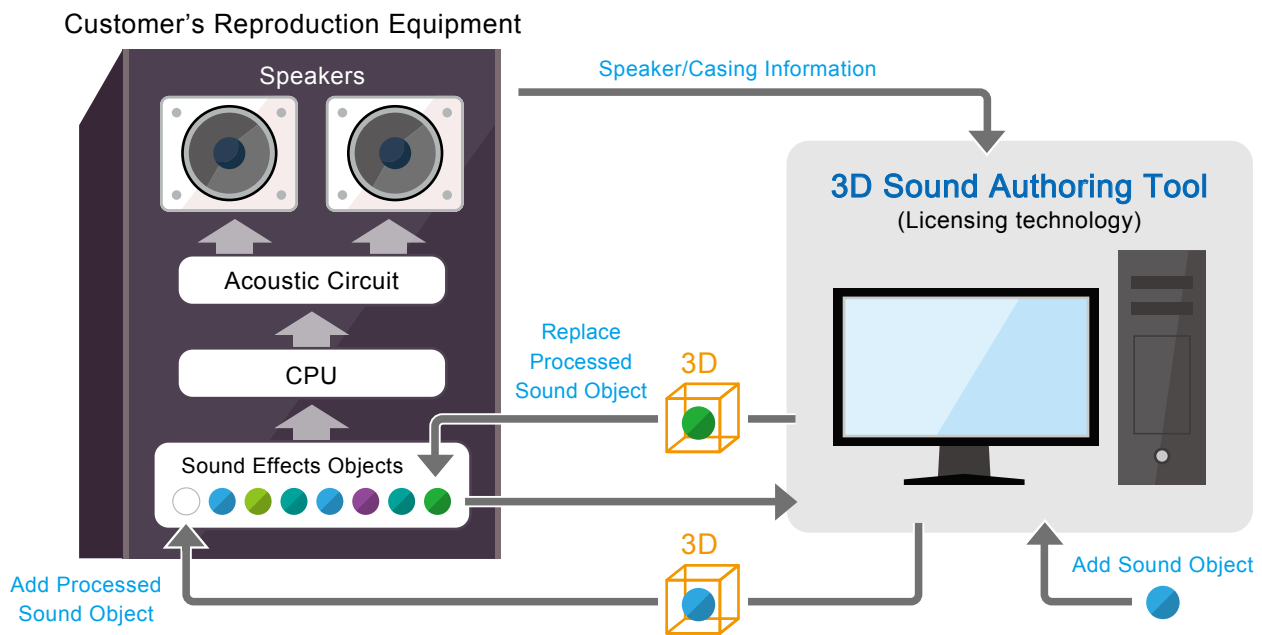 Customer’s Reproduction Equipment
Speakers
Speaker/Casing Information
3D Sound Authoring Tool
(Licensing technology)
Acoustic Circuit
CPU
Replace
Processed
Sound Object
3D
Sound Effects Objects
3D
Add Processed
Sound Object
Add Sound Object